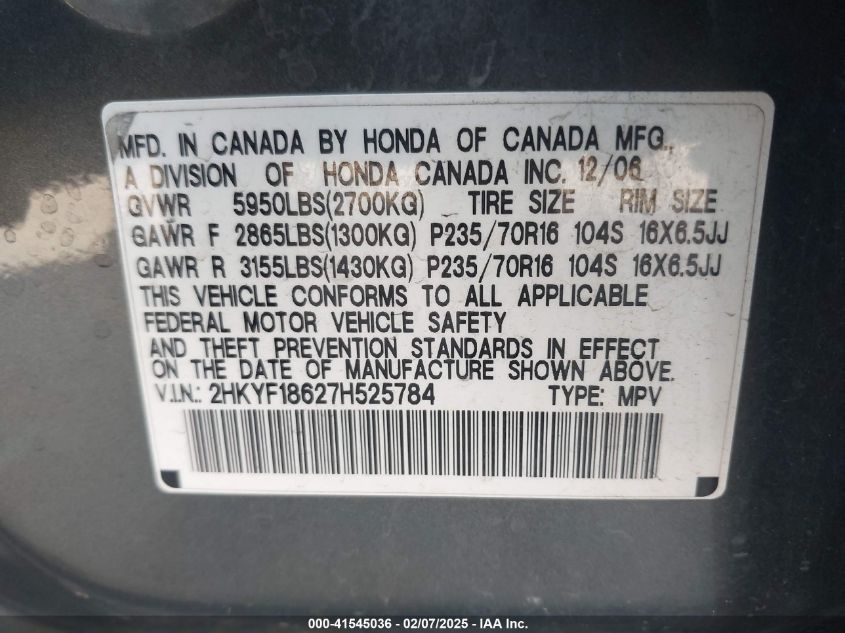 MFD. IN CANADA BY HONDA OF CANADA MFG.,
A DIVISION OF HONDA CANADA INC. 12/06
GVWR 5950LBS(2700KG) TIRE SIZE RIM SIZE
GAWR F 2865LBS(1300KG) P235/70R16 104S 16X6.5JJ
GAWR R 3155LBS(1430KG) P235/70R16 104S 16X6.5JJ
THIS VEHICLE CONFORMS TO ALL APPLICABLE
FEDERAL MOTOR VEHICLE SAFETY
AND THEFT PREVENTION STANDARDS IN EFFECT
ON THE DATE OF MANUFACTURE SHOWN ABOVE.
V.I.N.: 2HKYF18627H525784 TYPE: MPV
000-41545036 - 02/07/2025 - IAA Inc.